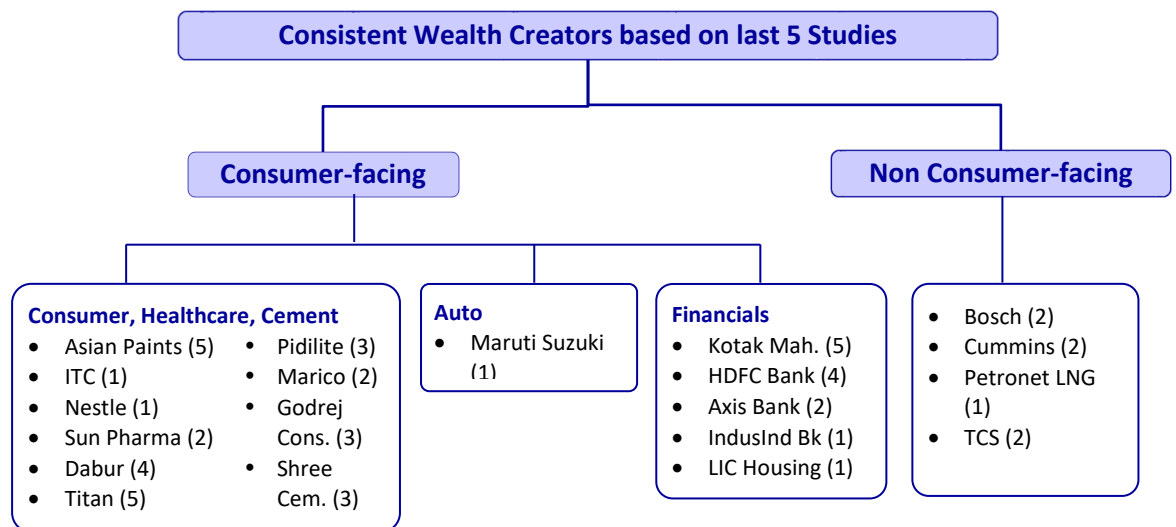 Consistent Wealth Creators based on last 5 Studies
Consumer-facing
Non Consumer-facing
Consumer, Healthcare, Cement
• Asian Paints (5)
• ITC (1)
• Nestle (1)
• Sun Pharma (2)
• Dabur (4)
• Titan (5)
• Pidilite (3)
• Marico (2)
• Godrej
Cons. (3)
• Shree
Cem. (3)
Auto
• Maruti Suzuki
(1)
Financials
• Kotak Mah. (5)
• HDFC Bank (4)
• Axis Bank (2)
• IndusInd Bk (1)
• LIC Housing (1)
• Bosch (2)
• Cummins (2)
• Petronet LNG
(1)
• TCS (2)